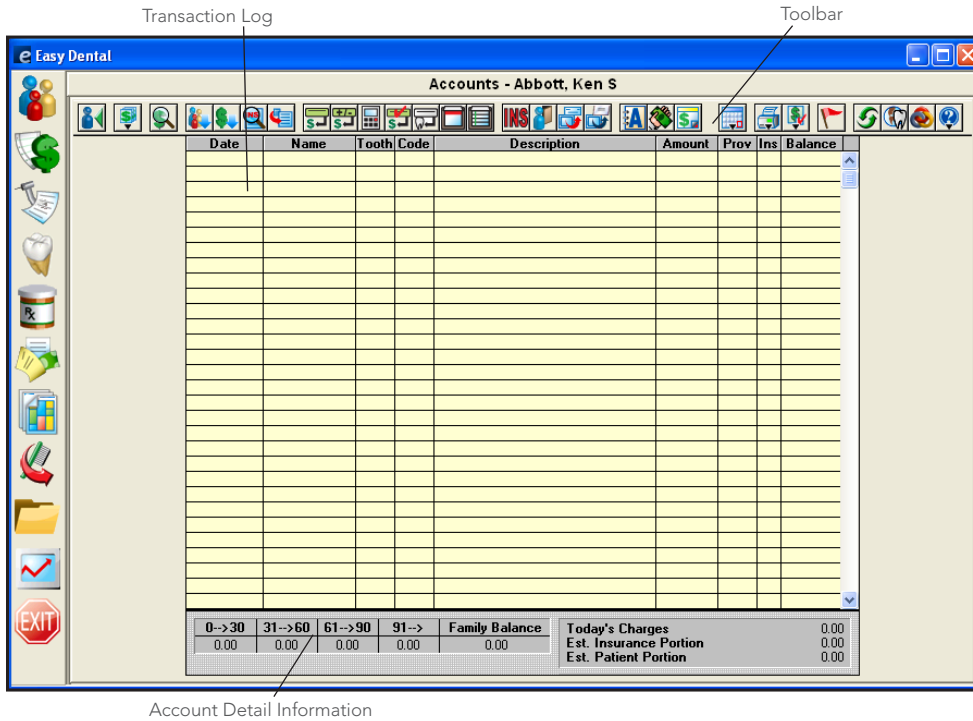 Transaction Log
Toolbar
e Easy Dental
Accounts - Abbott, Ken S
INS INS A
Date Name Tooth Code Description Amount Prov Ins Balance
Rx
EXIT
0-->30 31-->60 61-->90 91--> Family Balance
0.00 0.00 0.00 0.00 0.00
Today's Charges 0.00
Est. Insurance Portion 0.00
Est. Patient Portion 0.00
Account Detail Information